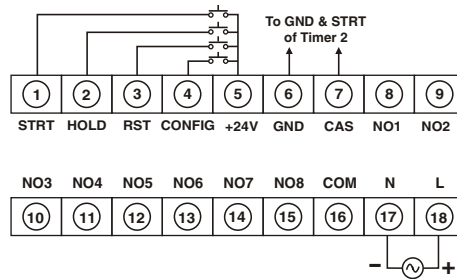 To GND & STRT
of Timer 2
1 2 3 4 5 6 7 8 9
STRT HOLD RST CONFIG +24V GND CAS NO1 NO2
NO3 NO4 NO5 NO6 NO7 NO8 COM N L
10 11 12 13 14 15 16 17 18
− +